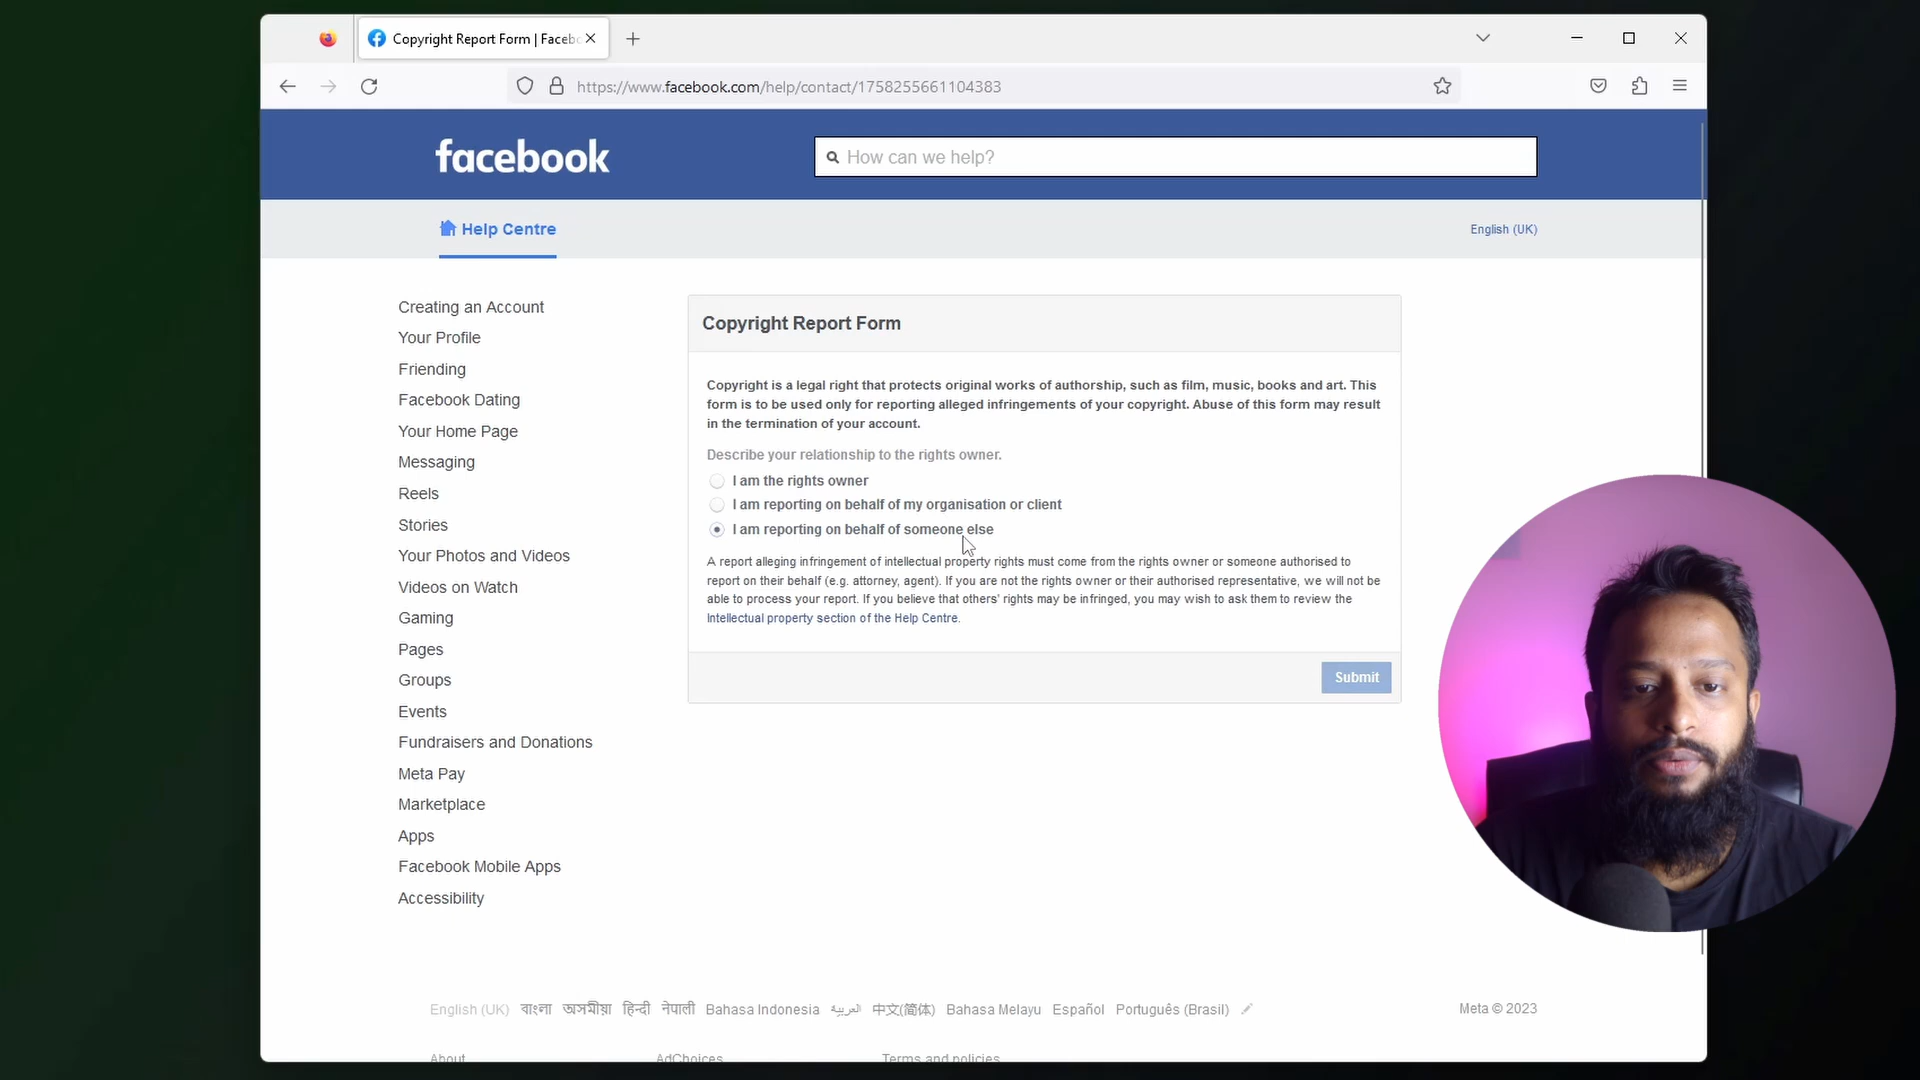 Copyright Report Form | Faceb
https://www.facebook.com/help/contact/1758255661104383
facebook
How can we help?
Help Centre
English (UK)
Creating an Account
Your Profile
Friending
Facebook Dating
Your Home Page
Messaging
Reels
Stories
Your Photos and Videos
Videos on Watch
Gaming
Pages
Groups
Events
Fundraisers and Donations
Meta Pay
Marketplace
Apps
Facebook Mobile Apps
Accessibility
Copyright Report Form
Copyright is a legal right that protects original works of authorship, such as film, music, books and art. This
form is to be used only for reporting alleged infringements of your copyright. Abuse of this form may result
in the termination of your account.
Describe your relationship to the rights owner.
I am the rights owner
I am reporting on behalf of my organisation or client
I am reporting on behalf of someone else
A report alleging infringement of intellectual property rights must come from the rights owner or someone authorised to
report on their behalf (e.g. attorney, agent). If you are not the rights owner or their authorised representative, we will not be
able to process your report. If you believe that others' rights may be infringed, you may wish to ask them to review the
Intellectual property section of the Help Centre.
Submit
English (UK) বাংলা অসমীয়া हिन्दी नेपाली Bahasa Indonesia العربية 中文(简体) Bahasa Melayu Español Português (Brasil)
Meta © 2023
About AdChoices Terms and policies